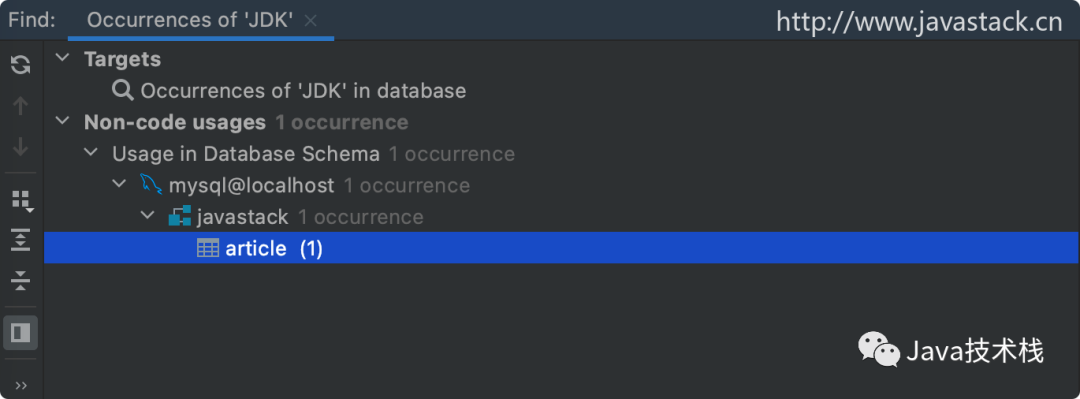 Find: Occurrences of 'JDK' http://www.javastack.cn
Targets
Occurrences of 'JDK' in database
Non-code usages 1 occurrence
Usage in Database Schema 1 occurrence
mysql@localhost 1 occurrence
javastack 1 occurrence
article (1)
Java技术栈